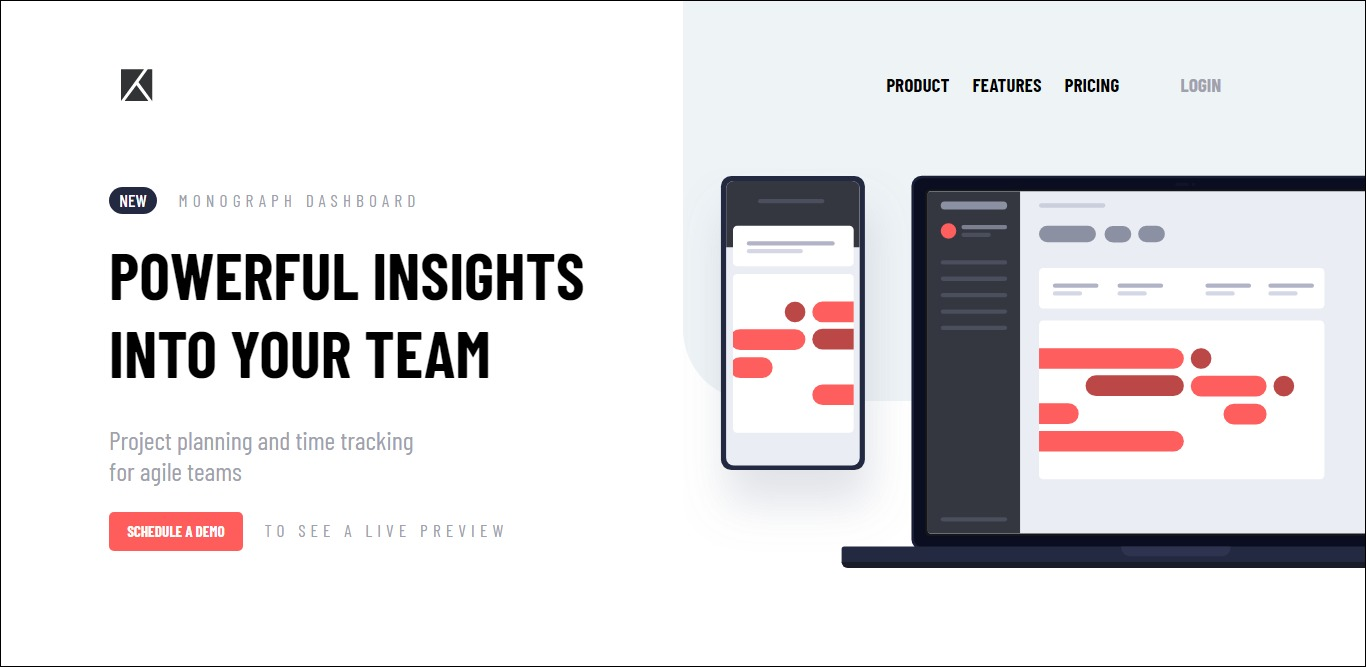 PRODUCT FEATURES PRICING LOGIN
NEW MONOGRAPH DASHBOARD
POWERFUL INSIGHTS
INTO YOUR TEAM
Project planning and time tracking
for agile teams
SCHEDULE A DEMO TO SEE A LIVE PREVIEW